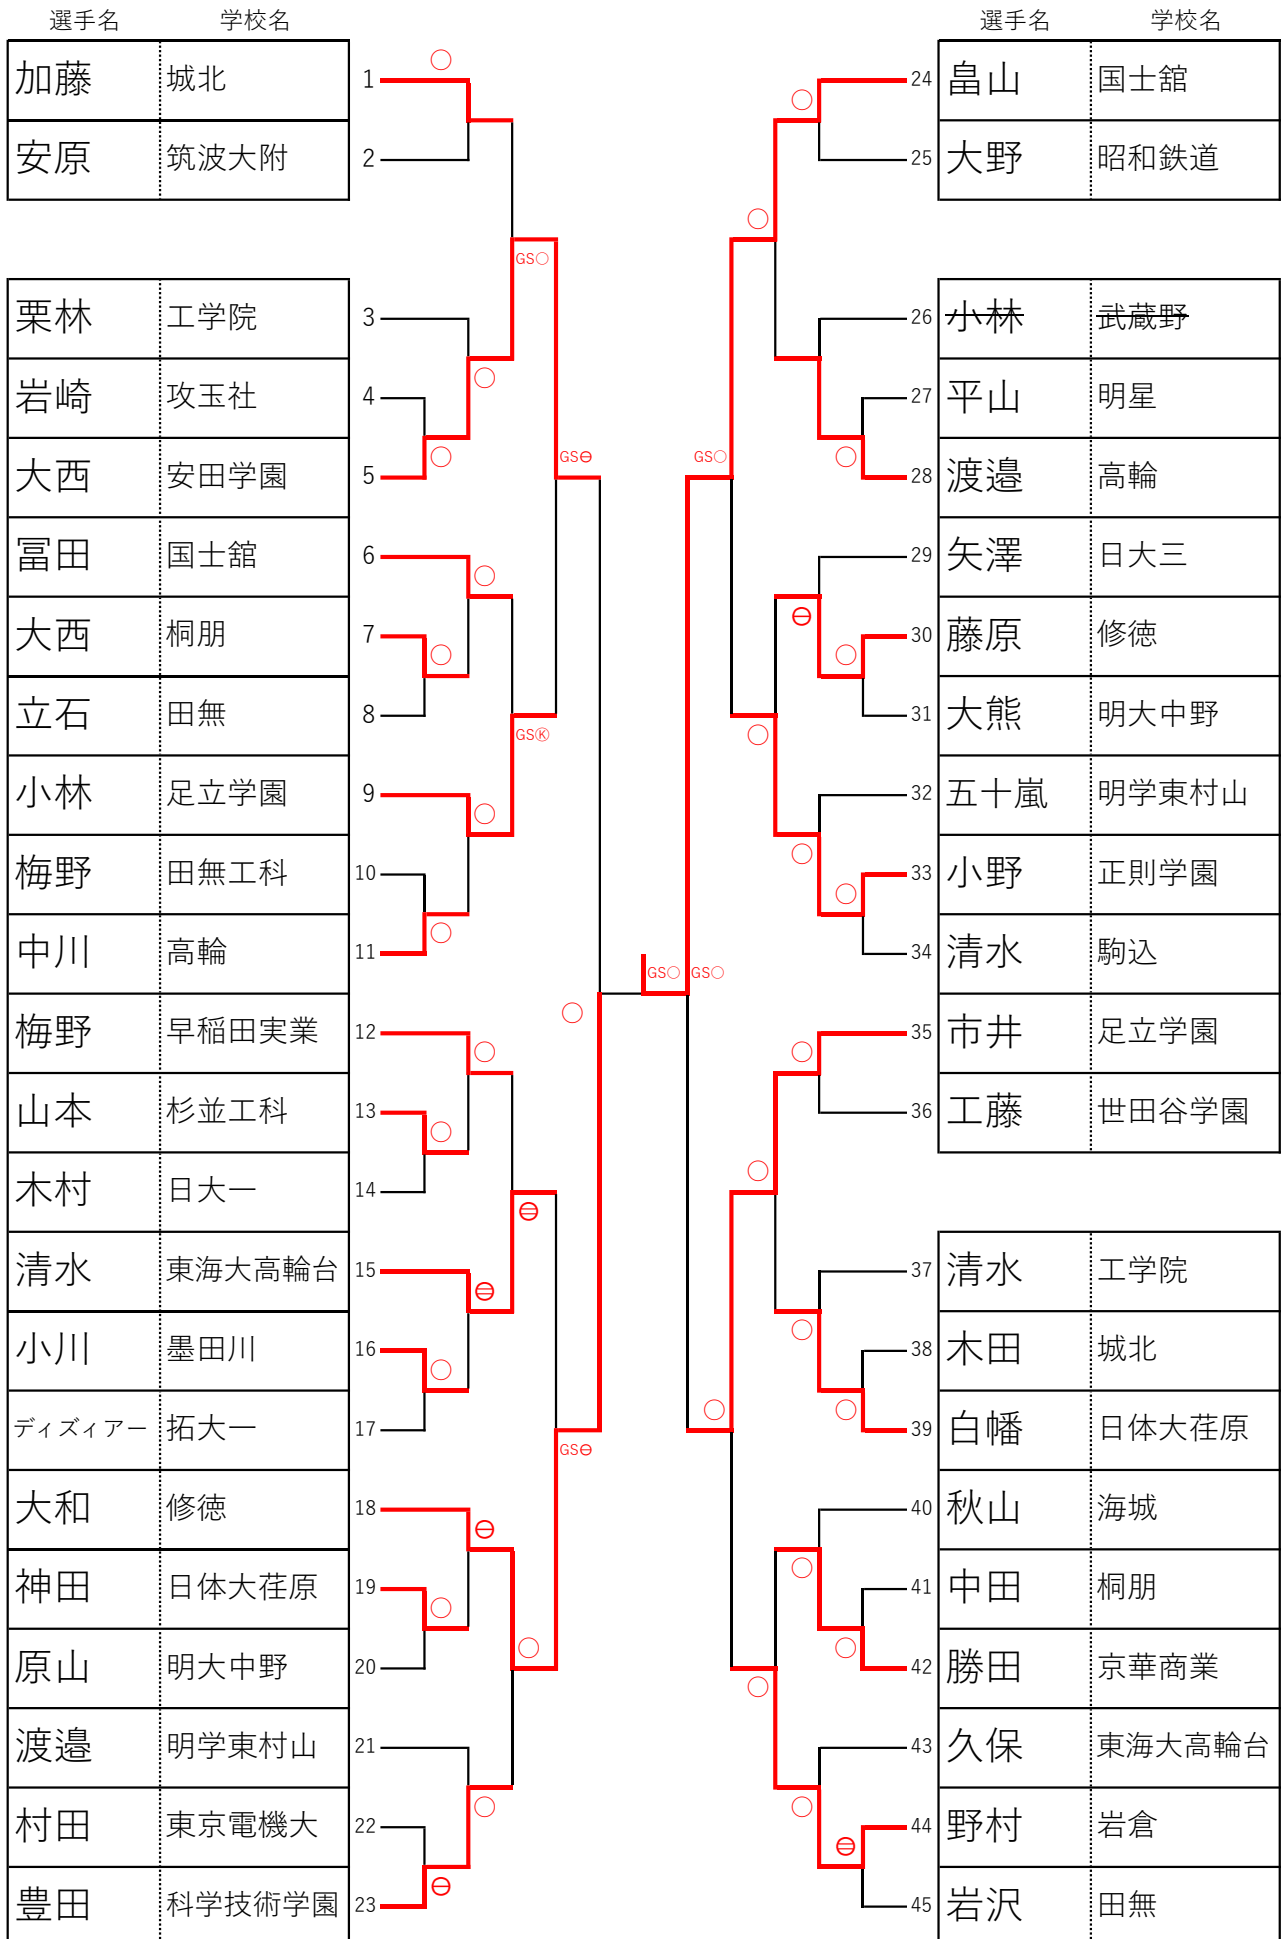 選手名 学校名
加藤 城北 1
安原 筑波大附 2
栗林 工学院 3
岩崎 攻玉社 4
大西 安田学園 5
冨田 国士舘 6
大西 桐朋 7
立石 田無 8
小林 足立学園 9
梅野 田無工科 10
中川 高輪 11
梅野 早稲田実業 12
山本 杉並工科 13
木村 日大一 14
清水 東海大高輪台 15
小川 墨田川 16
ディズィアー 拓大一 17
大和 修徳 18
神田 日体大荏原 19
原山 明大中野 20
渡邉 明学東村山 21
村田 東京電機大 22
豊田 科学技術学園 23
GS○
GS⊖
GSⓀ
GS⊖
GS○ GS○
GS○
選手名 学校名
24 畠山 国士舘
25 大野 昭和鉄道
26 小林 武蔵野
27 平山 明星
28 渡邉 高輪
29 矢澤 日大三
30 藤原 修徳
31 大熊 明大中野
32 五十嵐 明学東村山
33 小野 正則学園
34 清水 駒込
35 市井 足立学園
36 工藤 世田谷学園
37 清水 工学院
38 木田 城北
39 白幡 日体大荏原
40 秋山 海城
41 中田 桐朋
42 勝田 京華商業
43 久保 東海大高輪台
44 野村 岩倉
45 岩沢 田無